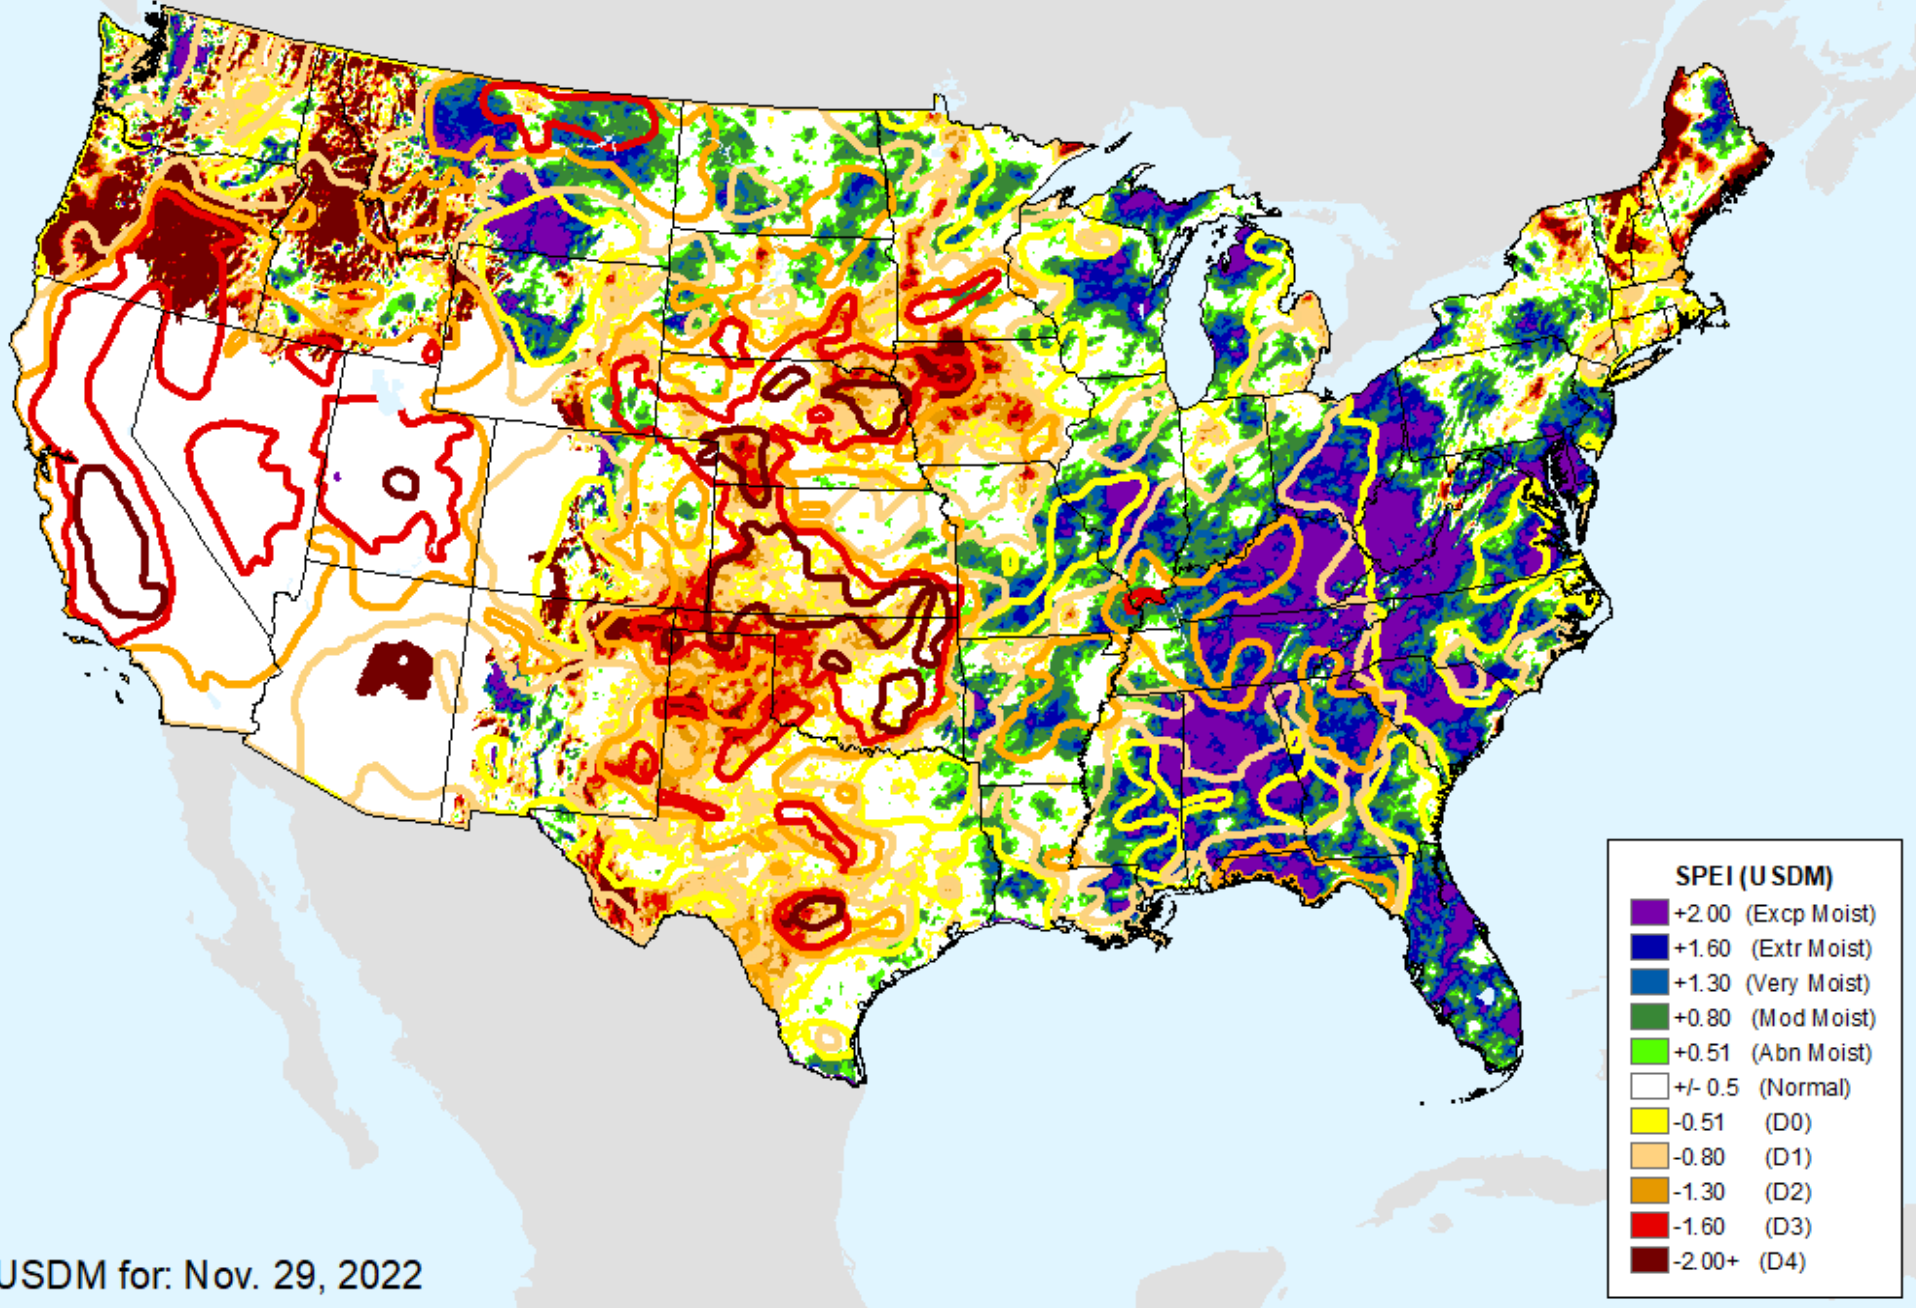 SPEI (USDM)
+2.00 (Excp Moist)
+1.60 (Extr Moist)
+1.30 (Very Moist)
+0.80 (Mod Moist)
+0.51 (Abn Moist)
+/- 0.5 (Normal)
-0.51 (D0)
-0.80 (D1)
-1.30 (D2)
-1.60 (D3)
-2.00+ (D4)
USDM for: Nov. 29, 2022